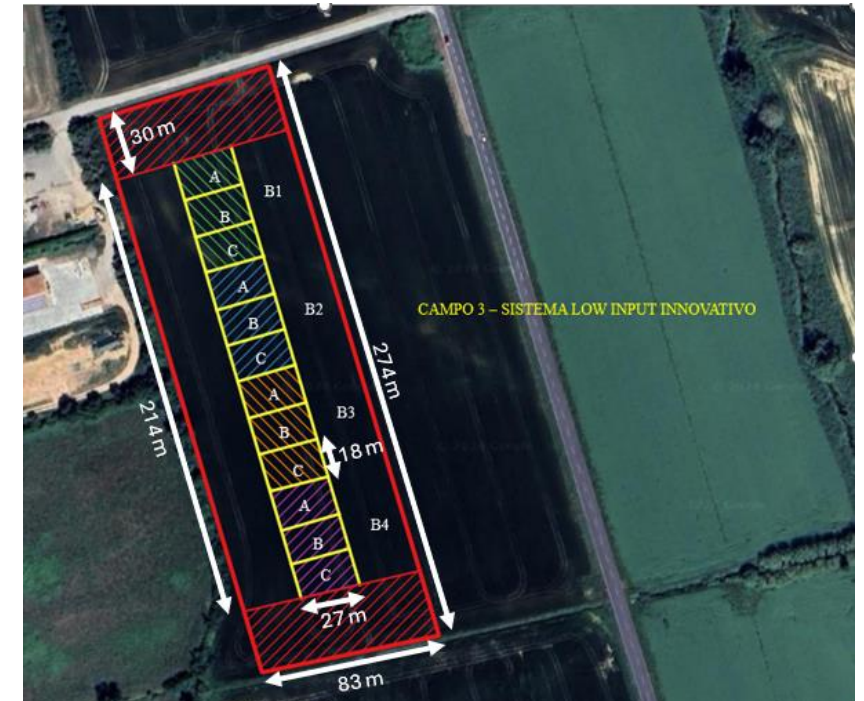 30 m
A
B1
B
C
A
B2
CAMPO 3 – SISTEMA LOW INPUT INNOVATIVO
B
C
274 m
A
B3
214 m
B
18 m
C
A
B4
B
C
27 m
83 m